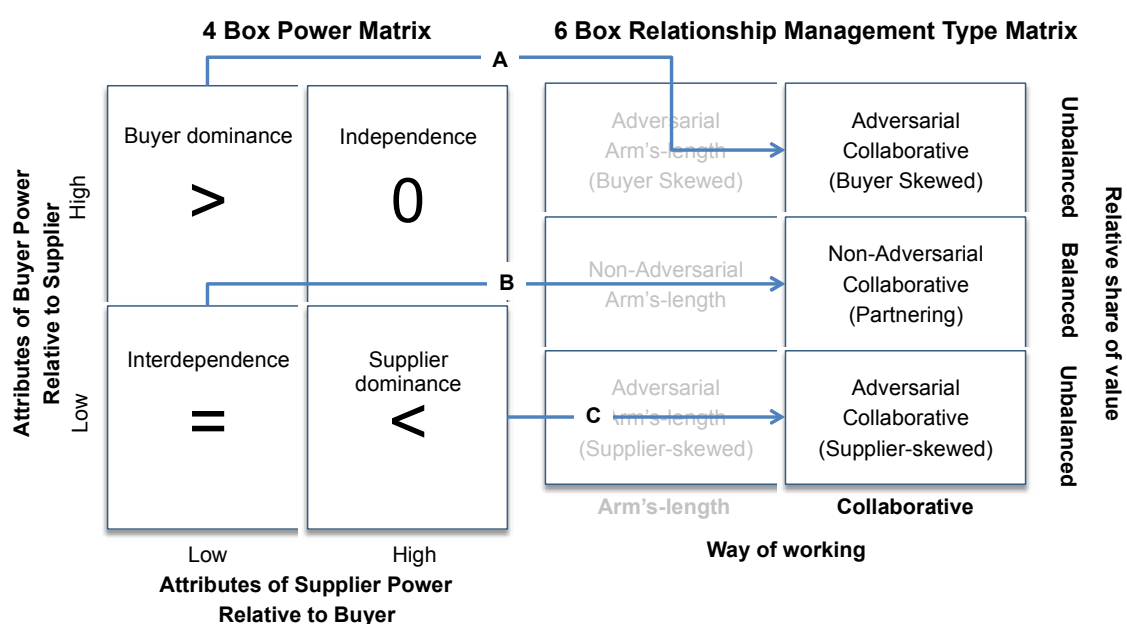 4 Box Power Matrix
6 Box Relationship Management Type Matrix
A
Buyer dominance
>
Independence
0
Interdependence
=
Supplier
dominance
<
B
C
High
Low
Attributes of Buyer Power
Relative to Supplier
Low
High
Attributes of Supplier Power
Relative to Buyer
Adversarial
Arm's-length
(Buyer Skewed)
Adversarial
Collaborative
(Buyer Skewed)
Non-Adversarial
Arm's-length
Non-Adversarial
Collaborative
(Partnering)
Adversarial
Arm's-length
(Supplier-skewed)
Adversarial
Collaborative
(Supplier-skewed)
Arm's-length
Collaborative
Way of working
Unbalanced
Balanced
Unbalanced
Relative share of value